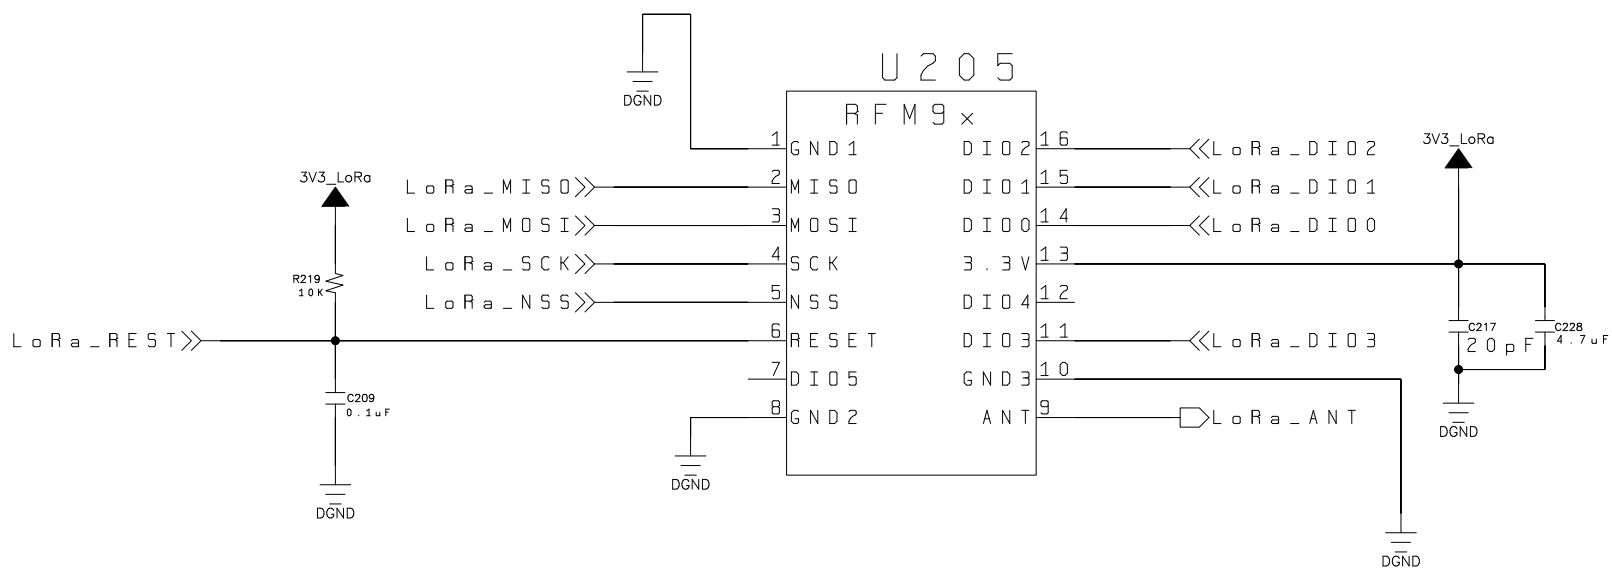 U205
RFM9x
DGND
1 GND1
2 MISO
3 MOSI
4 SCK
5 NSS
6 RESET
7 DIO5
8 GND2
DIO2 16
DIO1 15
DIO0 14
3.3V 13
DIO4 12
DIO3 11
GND3 10
ANT 9
LoRa_MISO
LoRa_MOSI
LoRa_SCK
LoRa_NSS
LoRa_REST
3V3_LoRa
R219
10K
C209
0.1uF
DGND
DGND
LoRa_DIO2
LoRa_DIO1
LoRa_DIO0
LoRa_DIO3
LoRa_ANT
3V3_LoRa
C217
20pF
C228
4.7uF
DGND
DGND